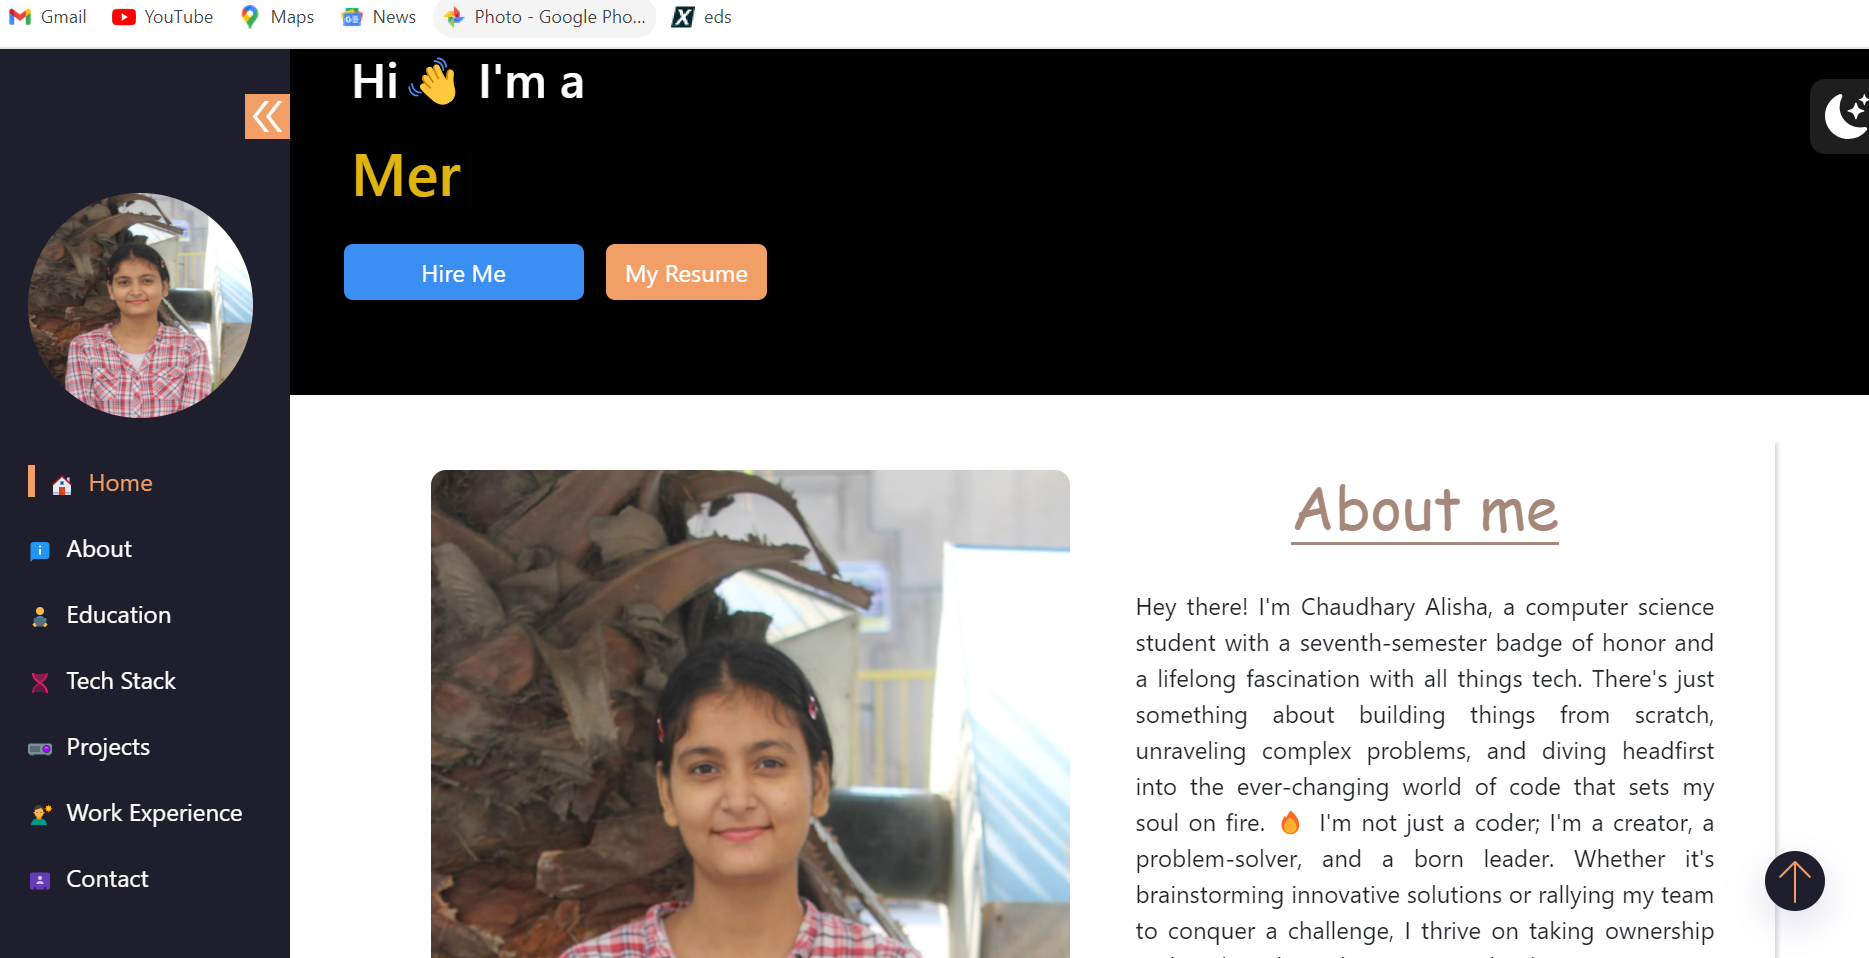 Gmail YouTube Maps News Photo - Google Pho... eds
Hi 👋 I'm a
Mer
Hire Me My Resume
Home
About
Education
Tech Stack
Projects
Work Experience
Contact
About me
Hey there! I'm Chaudhary Alisha, a computer science
student with a seventh-semester badge of honor and
a lifelong fascination with all things tech. There's just
something about building things from scratch,
unraveling complex problems, and diving headfirst
into the ever-changing world of code that sets my
soul on fire. 🔥 I'm not just a coder; I'm a creator, a
problem-solver, and a born leader. Whether it's
brainstorming innovative solutions or rallying my team
to conquer a challenge, I thrive on taking ownership